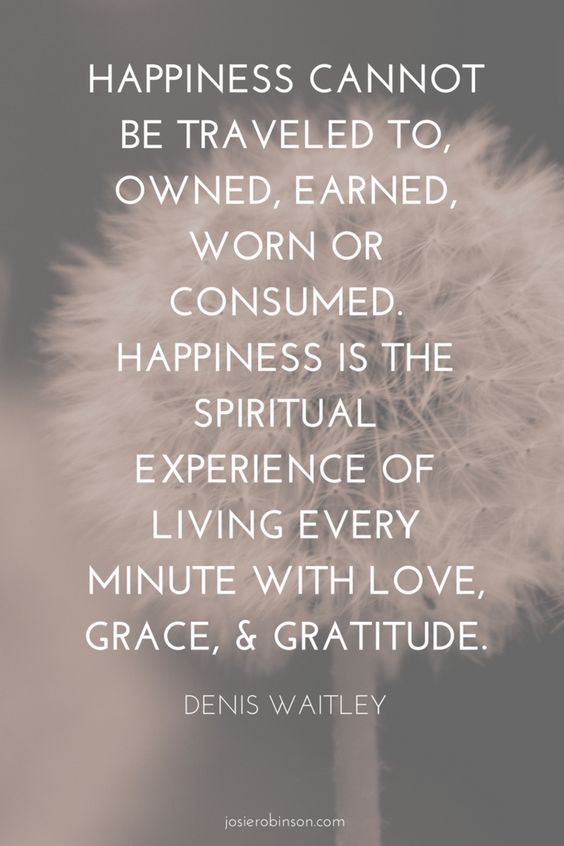 HAPPINESS CANNOT
BE TRAVELED TO,
OWNED, EARNED,
WORN OR
CONSUMED.
HAPPINESS IS THE
SPIRITUAL
EXPERIENCE OF
LIVING EVERY
MINUTE WITH LOVE,
GRACE, & GRATITUDE.
DENIS WAITLEY
josierobinson.com